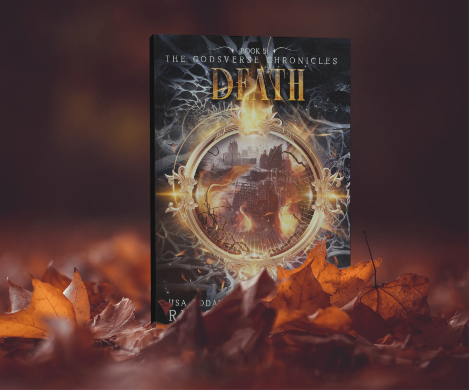 BOOK
THE GODSVERSE CHRONICLES
DEATH